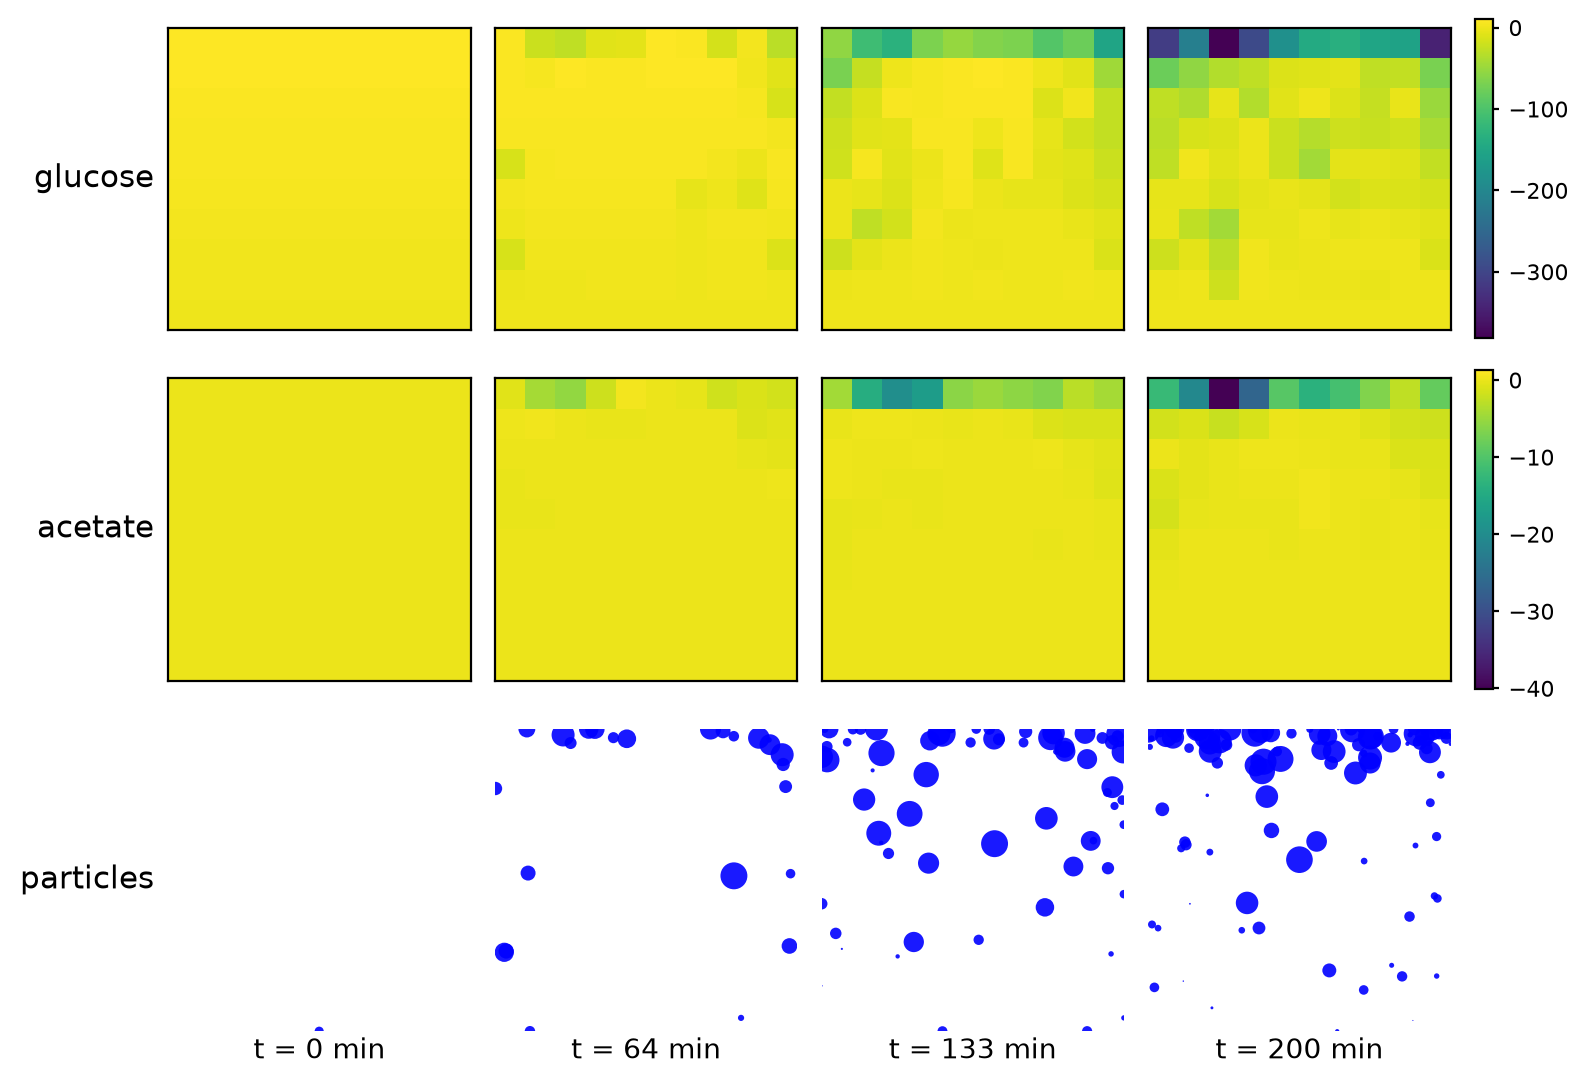 glucose
0
−100
−200
−300
acetate
0
−10
−20
−30
−40
particles
t = 0 min
t = 64 min
t = 133 min
t = 200 min